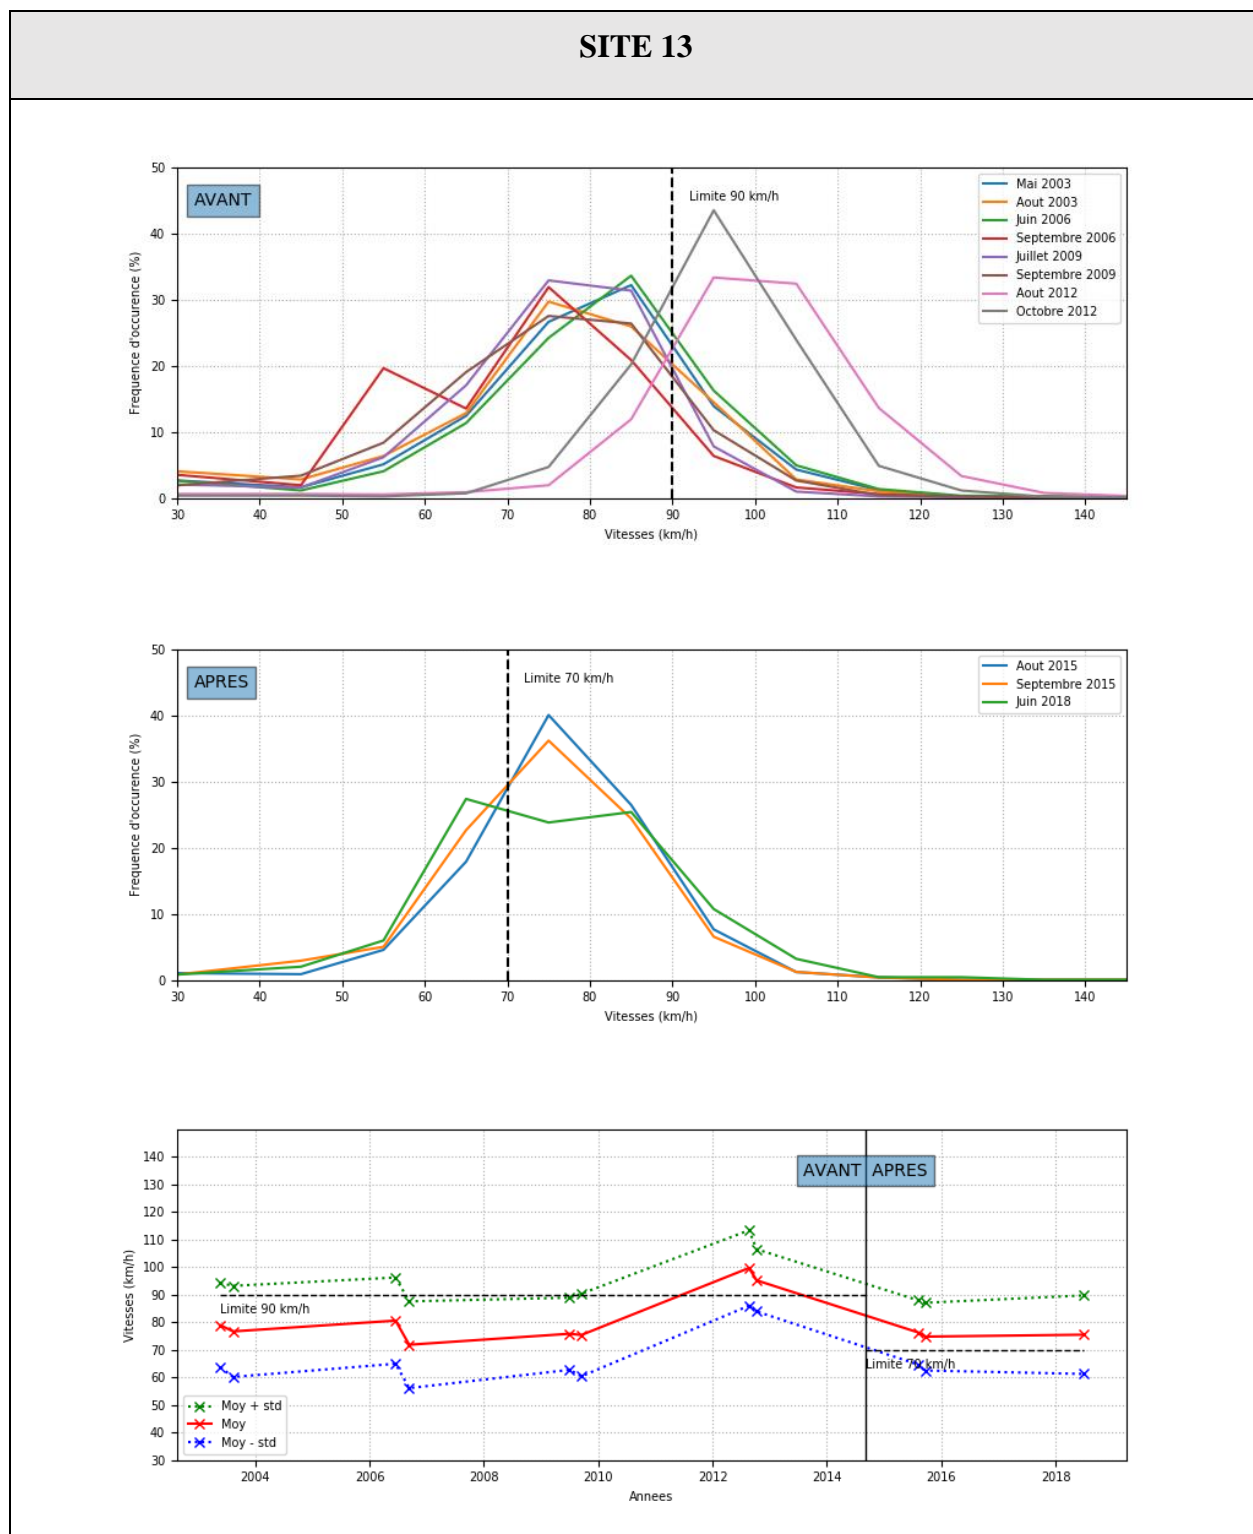 SITE 13
50
40
30
20
10
0
Frequence d'occurence (%)
AVANT
Limite 90 km/h
Mai 2003
Aout 2003
Juin 2006
Septembre 2006
Juillet 2009
Septembre 2009
Aout 2012
Octobre 2012
30 40 50 60 70 80 90 100 110 120 130 140
Vitesses (km/h)
50
40
30
20
10
0
Frequence d'occurence (%)
APRES
Limite 70 km/h
Aout 2015
Septembre 2015
Juin 2018
30 40 50 60 70 80 90 100 110 120 130 140
Vitesses (km/h)
140
130
120
110
100
90
80
70
60
50
40
30
Vitesses (km/h)
AVANT APRES
Limite 90 km/h
Limite 70 km/h
Moy + std
Moy
Moy - std
2004 2006 2008 2010 2012 2014 2016 2018
Annees